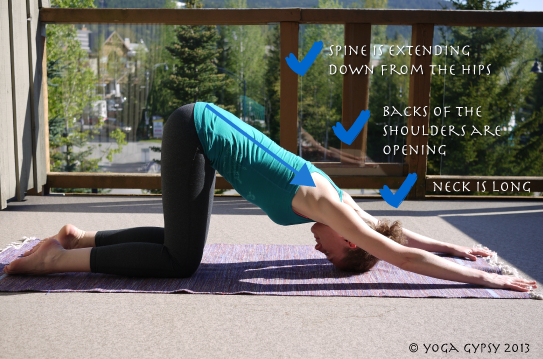 SPINE IS EXTENDING
DOWN FROM THE HIPS
BACKS OF THE
SHOULDERS ARE
OPENING
NECK IS LONG
© YOGA GYPSY 2013